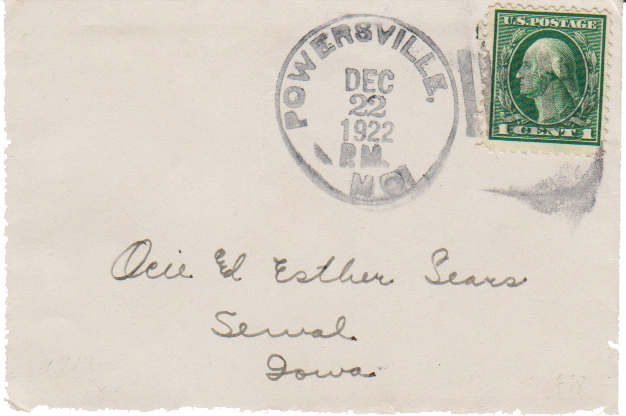 POWERSVILLE,
DEC
22
1922
P.M.
MO.
U.S. POSTAGE
1 CENT 1
Ocie Ed Esther Sears
Sewal.
Iowa